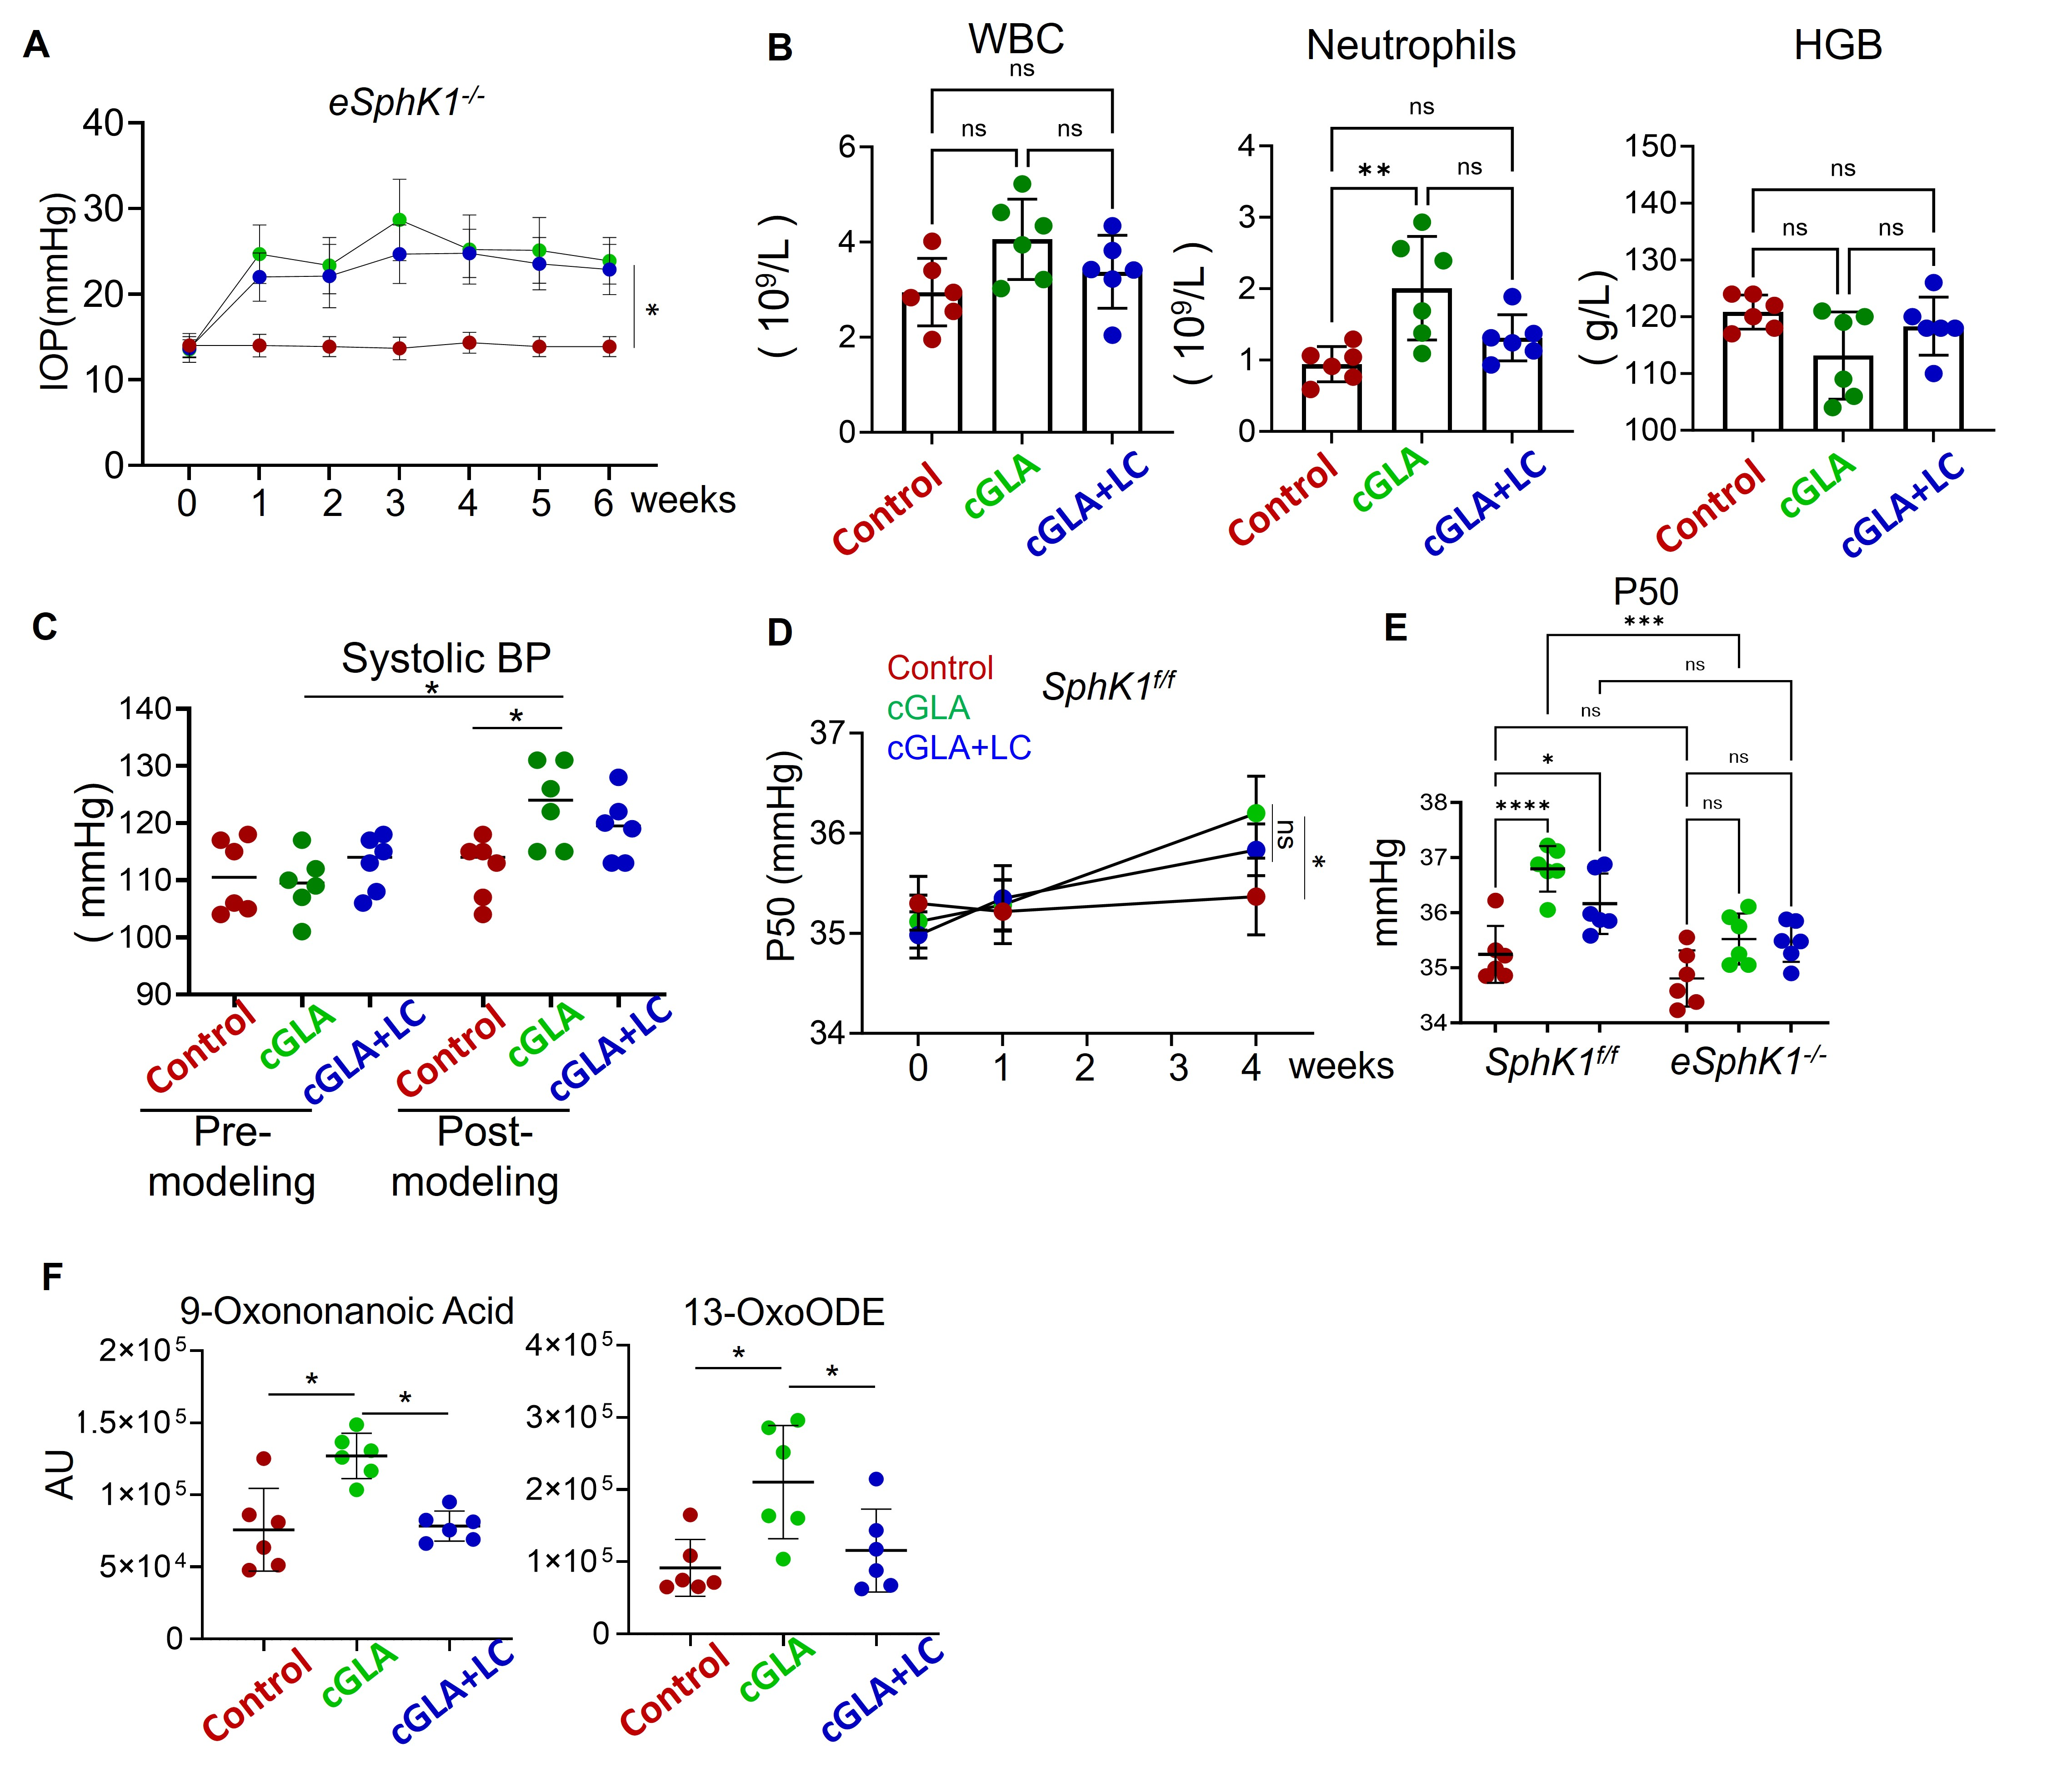 A
eSphK1-/-
IOP(mmHg)
40
30
20
10
0
*
0 1 2 3 4 5 6 weeks
B
WBC
ns
ns ns
( 10⁹/L )
6
4
2
0
Control cGLA cGLA+LC
Neutrophils
ns
** ns
( 10⁹/L )
4
3
2
1
0
Control cGLA cGLA+LC
HGB
ns
ns ns
( g/L)
150
140
130
120
110
100
Control cGLA cGLA+LC
C
Systolic BP
*
*
( mmHg)
140
130
120
110
100
90
Control cGLA cGLA+LC Control cGLA cGLA+LC
Pre-
modeling
Post-
modeling
D
Control
cGLA
cGLA+LC
SphK1f/f
P50 (mmHg)
37
36
35
34
ns
*
0 1 2 3 4 weeks
E
P50
***
ns
ns
* ns
**** ns
mmHg
38
37
36
35
34
SphK1f/f eSphK1-/-
F
9-Oxononanoic Acid
AU
2×10⁵
1.5×10⁵
1×10⁵
5×10⁴
0
*
*
Control cGLA cGLA+LC
13-OxoODE
4×10⁵
3×10⁵
2×10⁵
1×10⁵
0
*
*
Control cGLA cGLA+LC